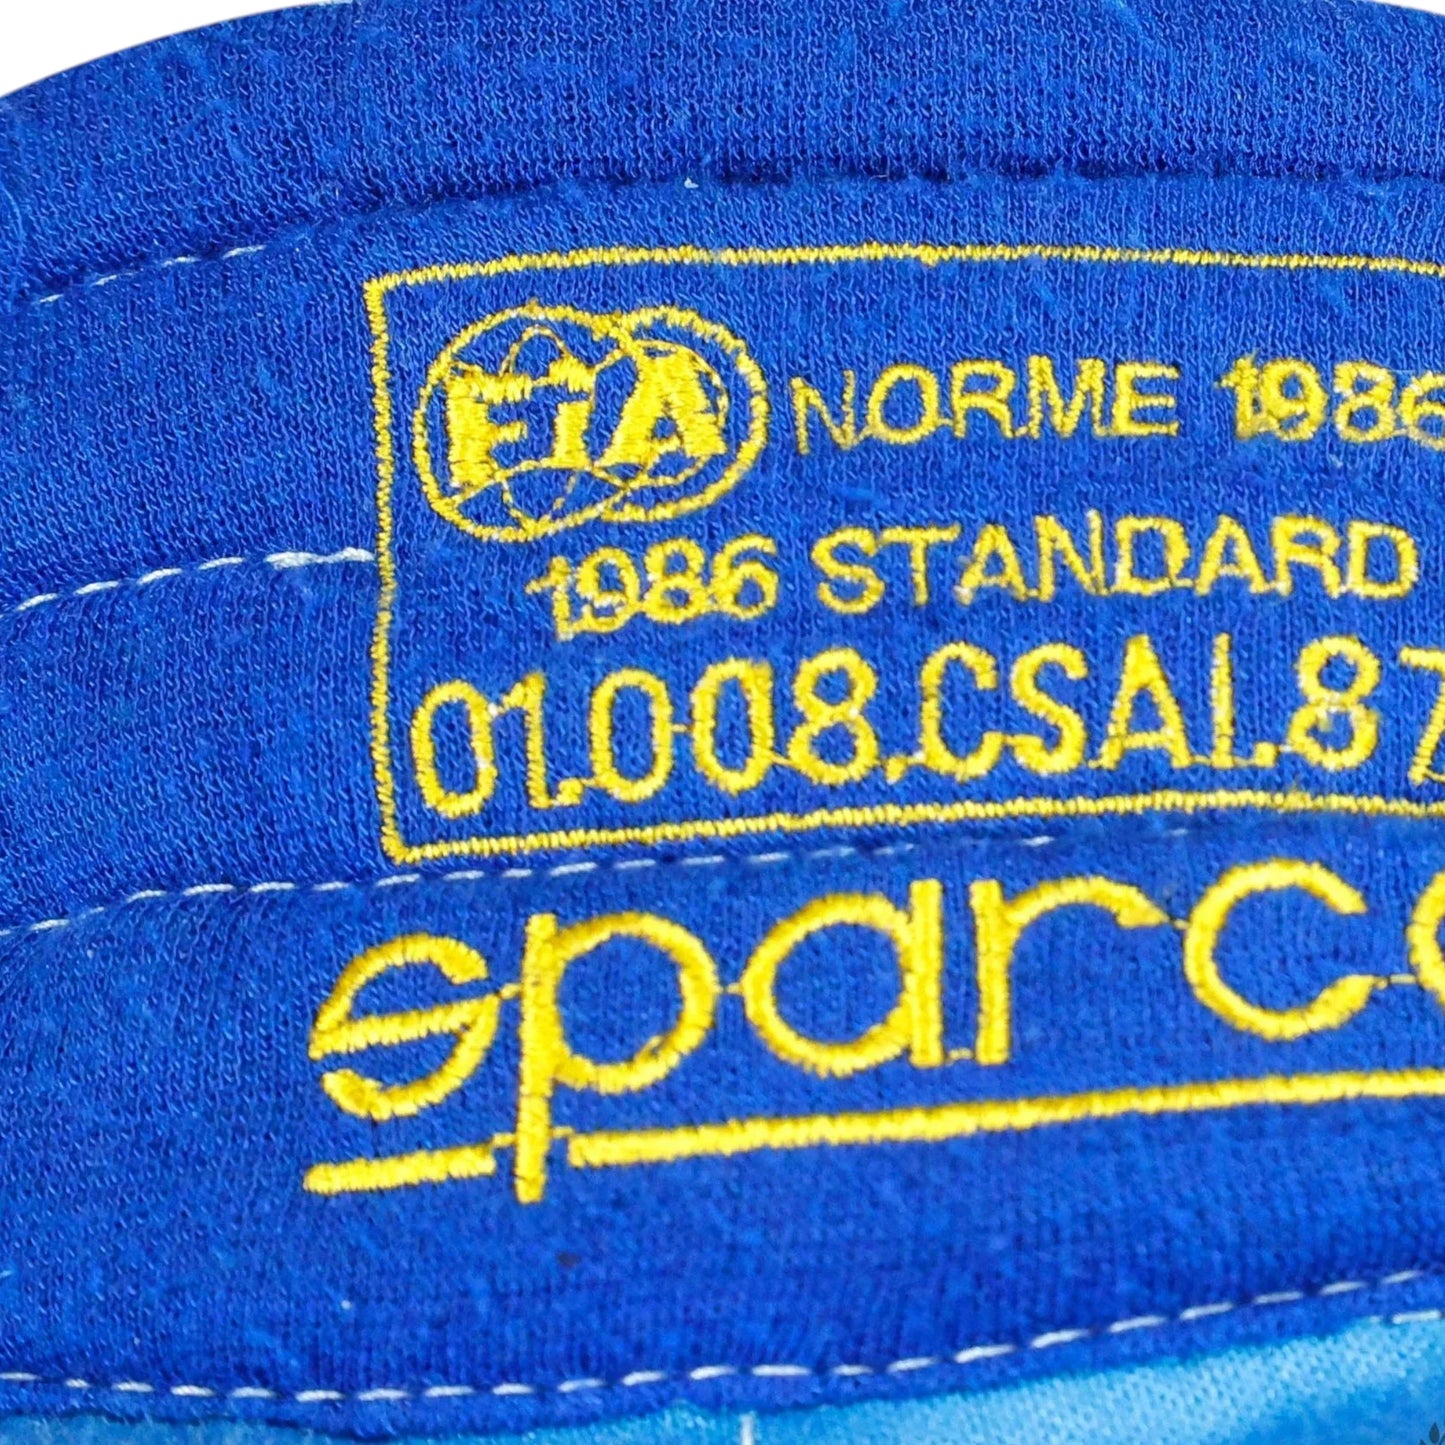 FIA NORME 1986
1986 STANDARD
01.008.CSAI.87
sparco